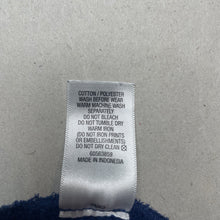 COTTON / POLYESTER
WASH BEFORE WEAR
WARM MACHINE WASH
SEPARATELY
DO NOT BLEACH
DO NOT TUMBLE DRY
WARM IRON
(DO NOT IRON PRINTS
OR EMBELLISHMENTS)
DO NOT DRY CLEAN
60563859
MADE IN INDONESIA